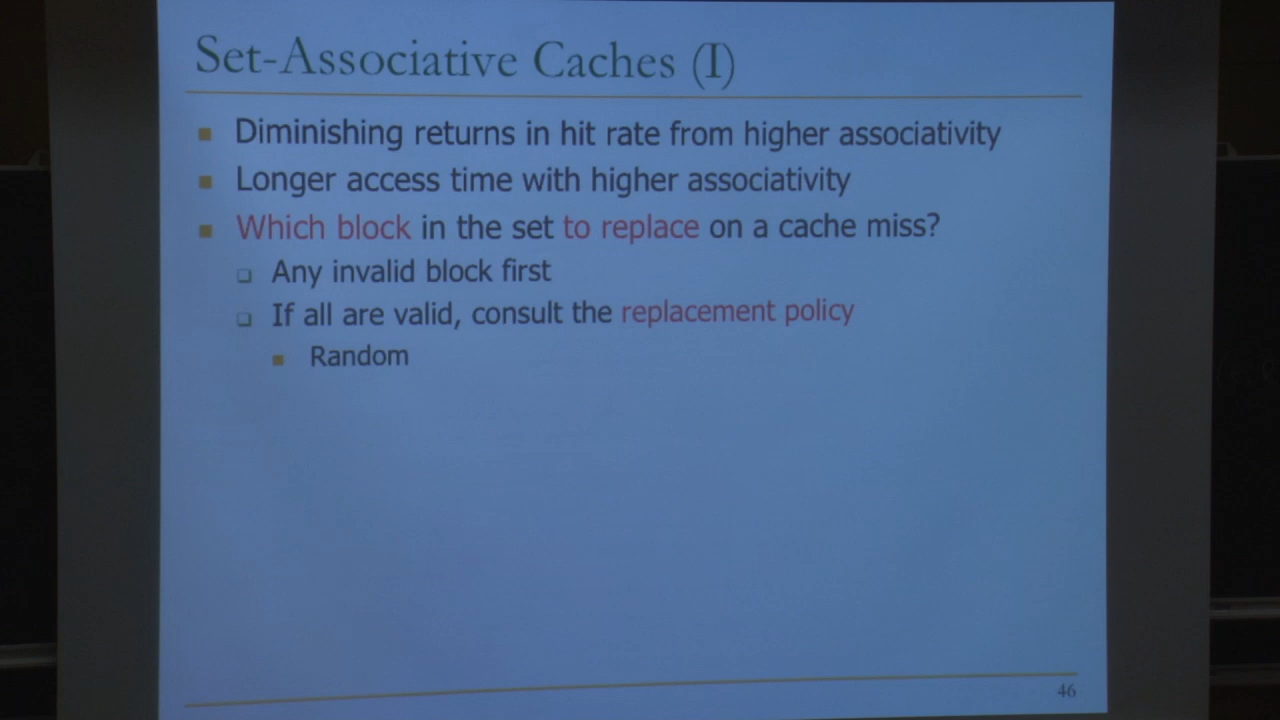 Set-Associative Caches (I)
Diminishing returns in hit rate from higher associativity
Longer access time with higher associativity
Which block in the set to replace on a cache miss?
Any invalid block first
If all are valid, consult the replacement policy
Random
46